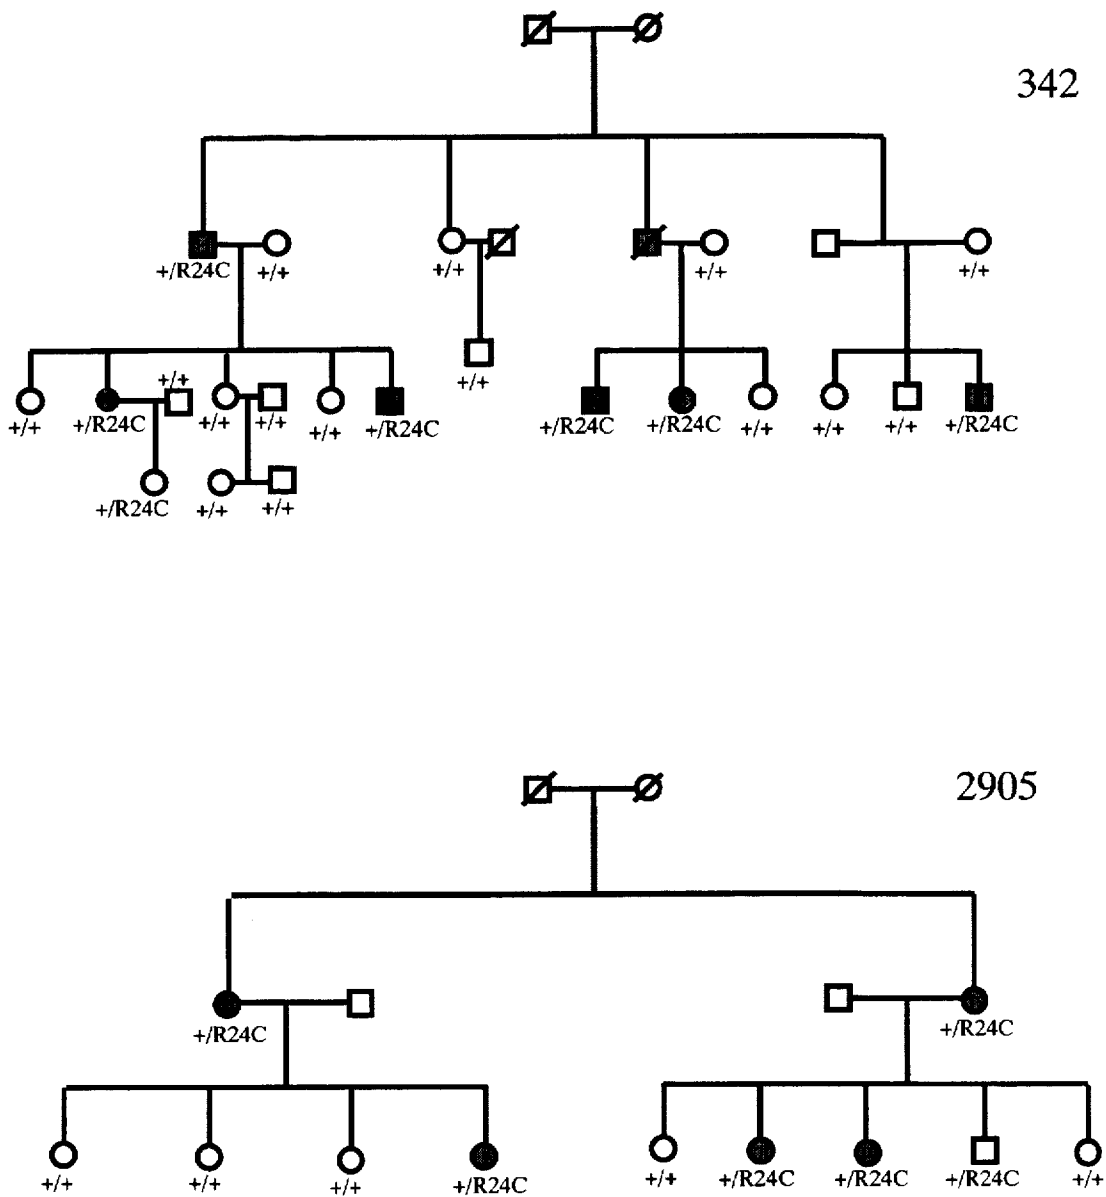 342
+/R24C +/+ +/+ +/+ +/+
+/+
+/+ +/R24C +/+ +/+ +/+ +/R24C +/+ +/R24C +/R24C +/+ +/+ +/+ +/R24C
+/R24C +/+ +/+
2905
+/R24C +/R24C
+/+ +/+ +/+ +/R24C +/+ +/R24C +/R24C +/R24C +/+